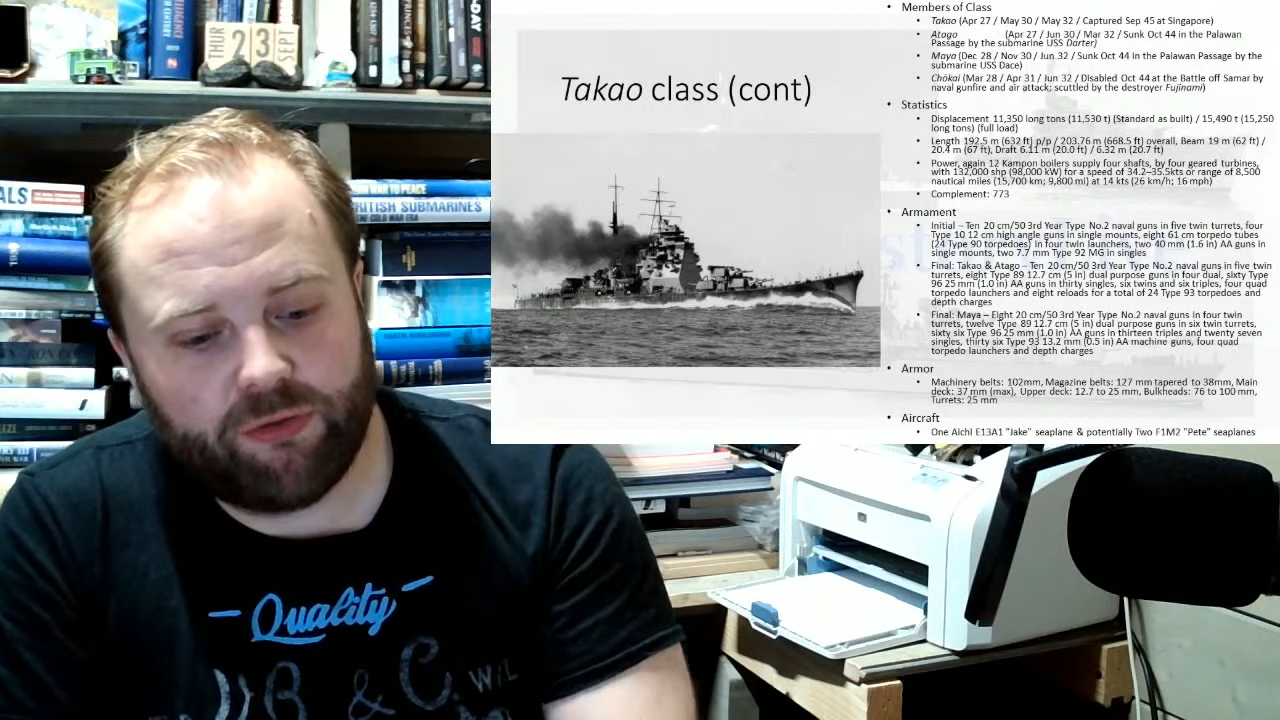 THUR
23
SEPT
Takao class (cont)
• Members of Class
• Takao (Apr 27 / May 30 / May 32 / Captured Sep 45 at Singapore)
• Atago (Apr 27 / Jun 30 / Mar 32 / Sunk Oct 44 in the Palawan
Passage by the submarine USS Darter)
• Maya (Dec 28 / Nov 30 / Jun 32 / Sunk Oct 44 in the Palawan Passage by the
submarine USS Dace)
• Chōkai (Mar 28 / Apr 31 / Jun 32 / Disabled Oct 44 at the Battle off Samar by
naval gunfire and air attack; scuttled by the destroyer Fujinami)
• Statistics
• Displacement 11,350 long tons (11,530 t) (Standard as built) / 15,490 t (15,250
long tons) (full load)
• Length 192.5 m (632 ft) p/p / 203.76 m (668.5 ft) overall, Beam 19 m (62 ft) /
20.4 m (67 ft), Draft 6.11 m (20.0 ft) / 6.32 m (20.7 ft)
• Power, again 12 Kampon boilers supply four shafts, by four geared turbines,
with 132,000 shp (98,000 kW) for a speed of 34.2–35.5kts or range of 8,500
nautical miles (15,700 km; 9,800 mi) at 14 kts (26 km/h; 16 mph)
• Complement: 773
• Armament
• Initial – Ten 20 cm/50 3rd Year Type No.2 naval guns in five twin turrets, four
Type 10 12 cm high angle guns in single mounts, eight 61 cm torpedo tubes
(24 Type 90 torpedoes) in four twin launchers, two 40 mm (1.6 in) AA guns in
single mounts, two 7.7 mm Type 92 MG in singles
• Final: Takao & Atago – Ten 20 cm/50 3rd Year Type No.2 naval guns in five twin
turrets, eight Type 89 12.7 cm (5 in) dual purpose guns in four dual, sixty Type
96 25 mm (1.0 in) AA guns in thirty singles, six twins and six triples, four quad
torpedo launchers and eight reloads for a total of 24 Type 93 torpedoes and
depth charges
• Final: Maya – Eight 20 cm/50 3rd Year Type No.2 naval guns in four twin
turrets, twelve Type 89 12.7 cm (5 in) dual purpose guns in six twin turrets,
sixty six Type 96 25 mm (1.0 in) AA guns in thirteen triples and twenty seven
singles, thirty six Type 93 13.2 mm (0.5 in) AA machine guns, four quad
torpedo launchers and depth charges
• Armor
• Machinery belts: 102mm, Magazine belts: 127 mm tapered to 38mm, Main
deck: 37 mm (max), Upper deck: 12.7 to 25 mm, Bulkheads: 76 to 100 mm,
Turrets: 25 mm
• Aircraft
• One Aichi E13A1 "Jake" seaplane & potentially Two F1M2 "Pete" seaplanes
WAR TO PEACE
BRITISH SUBMARINES
THE COLD WAR ERA
hp
– Quality –
& C